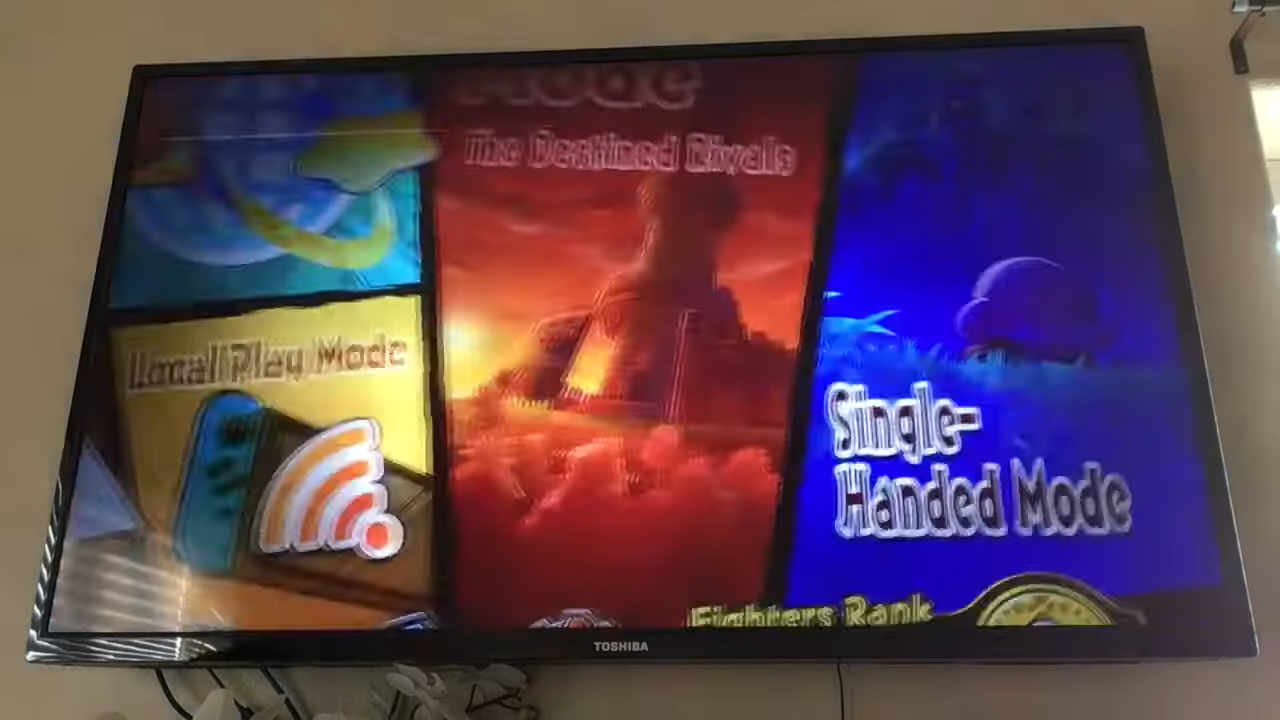 Mode
The Destined Rivals
Local Play Mode
Single-
Handed Mode
Fighters Rank
TOSHIBA